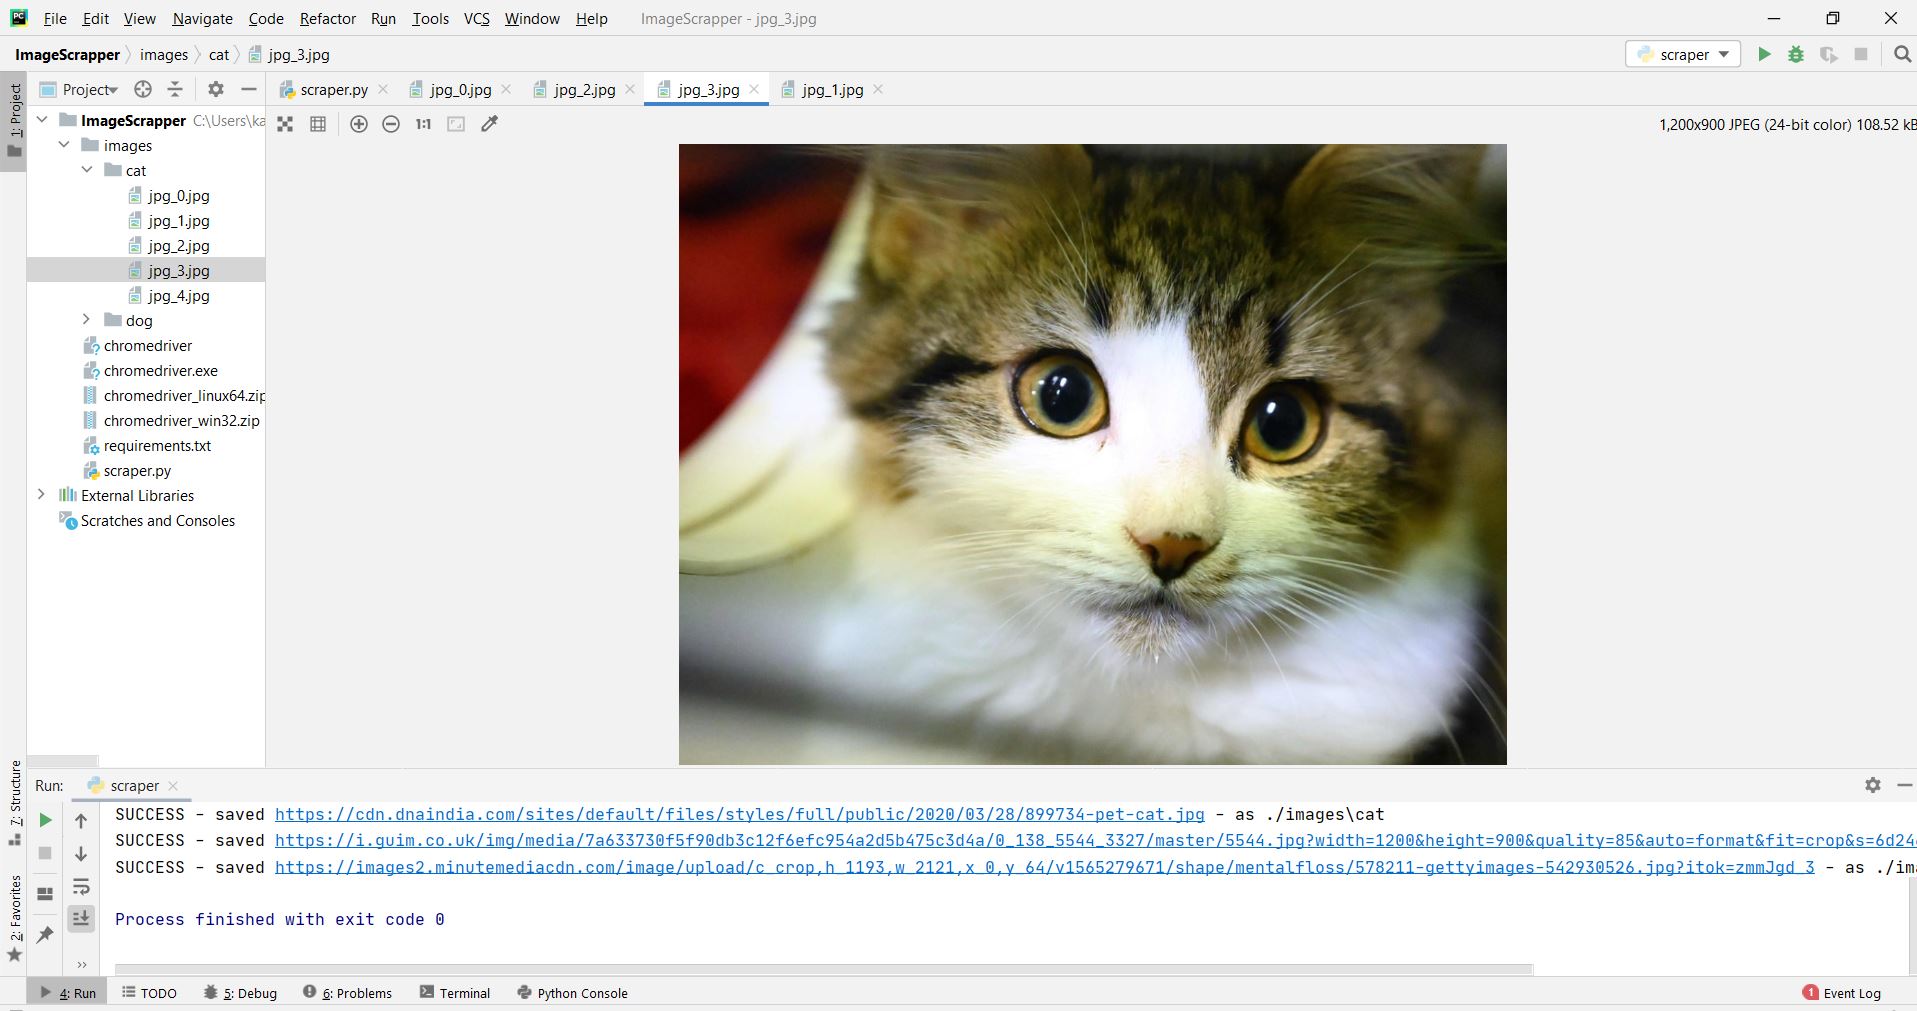 File Edit View Navigate Code Refactor Run Tools VCS Window Help ImageScrapper - jpg_3.jpg
ImageScrapper images cat jpg_3.jpg scraper
Project scraper.py jpg_0.jpg jpg_2.jpg jpg_3.jpg jpg_1.jpg
1: Project
1:1 1,200x900 JPEG (24-bit color) 108.52 kB
ImageScrapper C:\Users\ka
images
cat
jpg_0.jpg
jpg_1.jpg
jpg_2.jpg
jpg_3.jpg
jpg_4.jpg
dog
chromedriver
chromedriver.exe
chromedriver_linux64.zip
chromedriver_win32.zip
requirements.txt
scraper.py
External Libraries
Scratches and Consoles
7: Structure
2: Favorites
Run: scraper
SUCCESS - saved https://cdn.dnaindia.com/sites/default/files/styles/full/public/2020/03/28/899734-pet-cat.jpg - as ./images\cat
SUCCESS - saved https://i.guim.co.uk/img/media/7a633730f5f90db3c12f6efc954a2d5b475c3d4a/0_138_5544_3327/master/5544.jpg?width=1200&height=900&quality=85&auto=format&fit=crop&s=6d24
SUCCESS - saved https://images2.minutemediacdn.com/image/upload/c_crop,h_1193,w_2121,x_0,y_64/v1565279671/shape/mentalfloss/578211-gettyimages-542930526.jpg?itok=zmmJgd_3 - as ./im
Process finished with exit code 0
4: Run TODO 5: Debug 6: Problems Terminal Python Console 1 Event Log